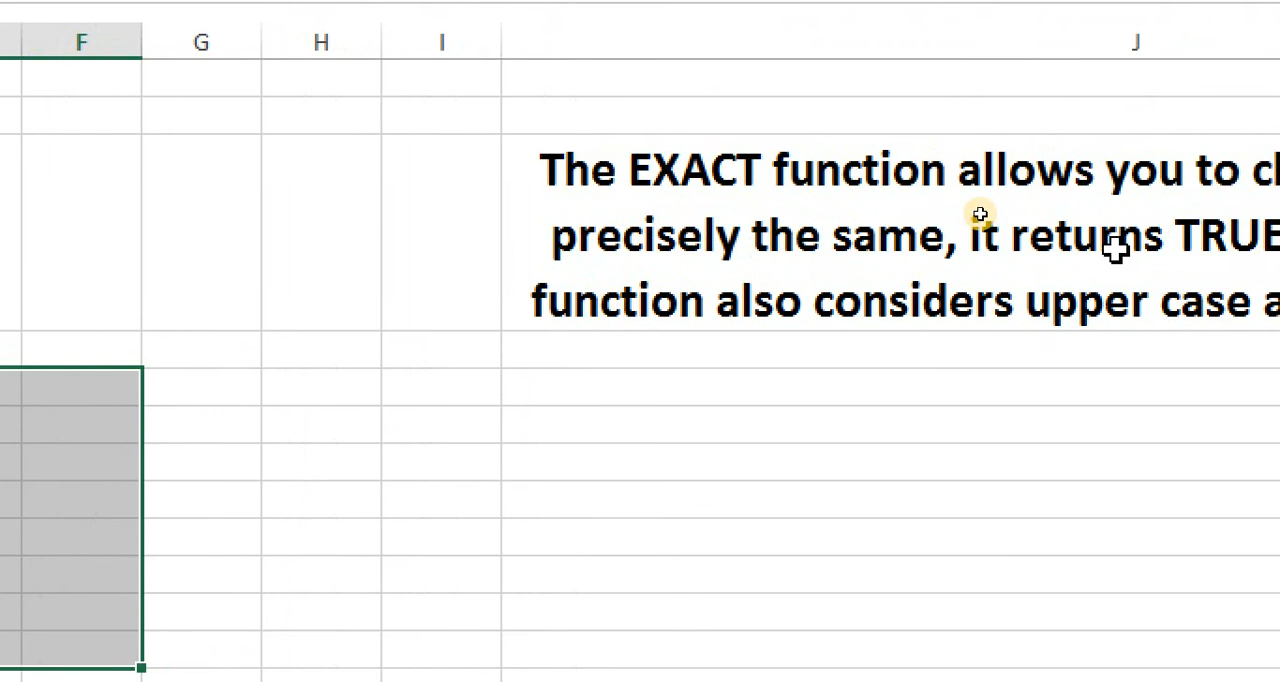 F G H I J
The EXACT function allows you to
precisely the same, it returns TRUE
function also considers upper case